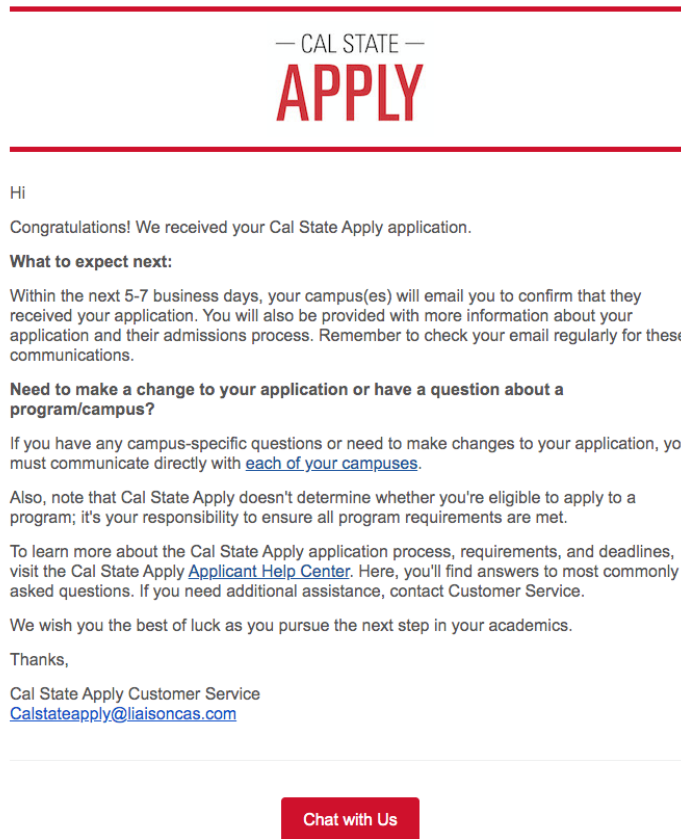 — CAL STATE —
APPLY
Hi
Congratulations! We received your Cal State Apply application.
What to expect next:
Within the next 5-7 business days, your campus(es) will email you to confirm that they
received your application. You will also be provided with more information about your
application and their admissions process. Remember to check your email regularly for these
communications.
Need to make a change to your application or have a question about a
program/campus?
If you have any campus-specific questions or need to make changes to your application, yo
must communicate directly with each of your campuses.
Also, note that Cal State Apply doesn't determine whether you're eligible to apply to a
program; it's your responsibility to ensure all program requirements are met.
To learn more about the Cal State Apply application process, requirements, and deadlines,
visit the Cal State Apply Applicant Help Center. Here, you'll find answers to most commonly
asked questions. If you need additional assistance, contact Customer Service.
We wish you the best of luck as you pursue the next step in your academics.
Thanks,
Cal State Apply Customer Service
Calstateapply@liaisoncas.com
Chat with Us